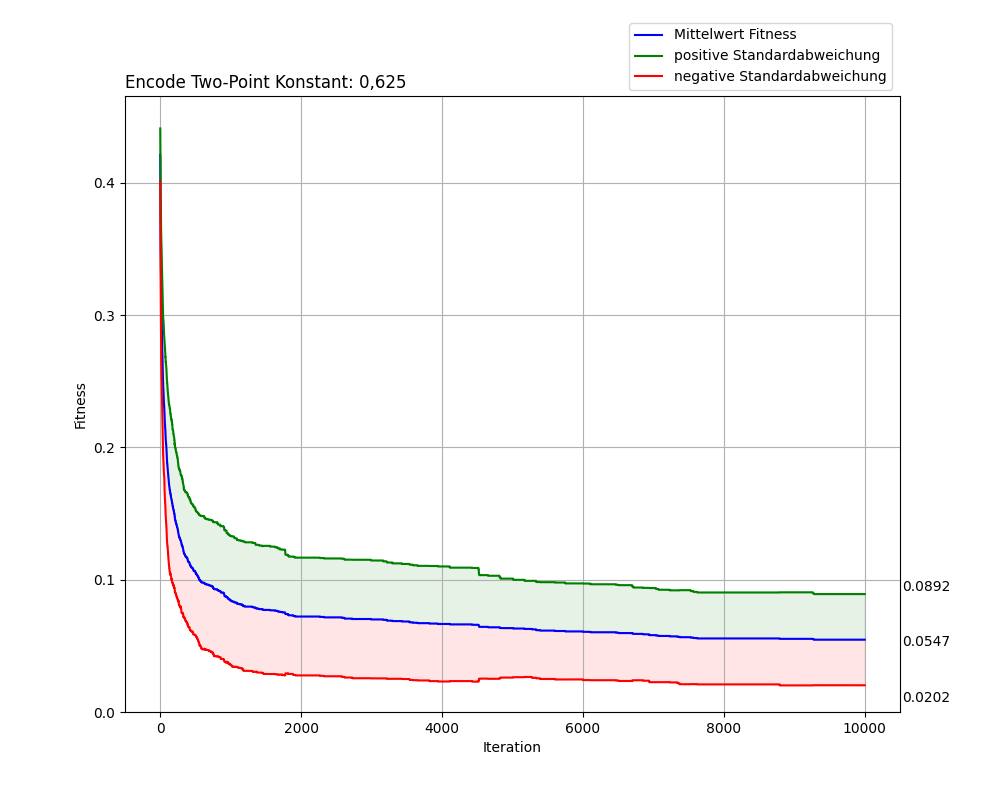 Mittelwert Fitness
positive Standardabweichung
negative Standardabweichung
Encode Two-Point Konstant: 0,625
0.4
0.3
0.2
0.1
0.0
Fitness
0.0892
0.0547
0.0202
0
2000
4000
6000
8000
10000
Iteration